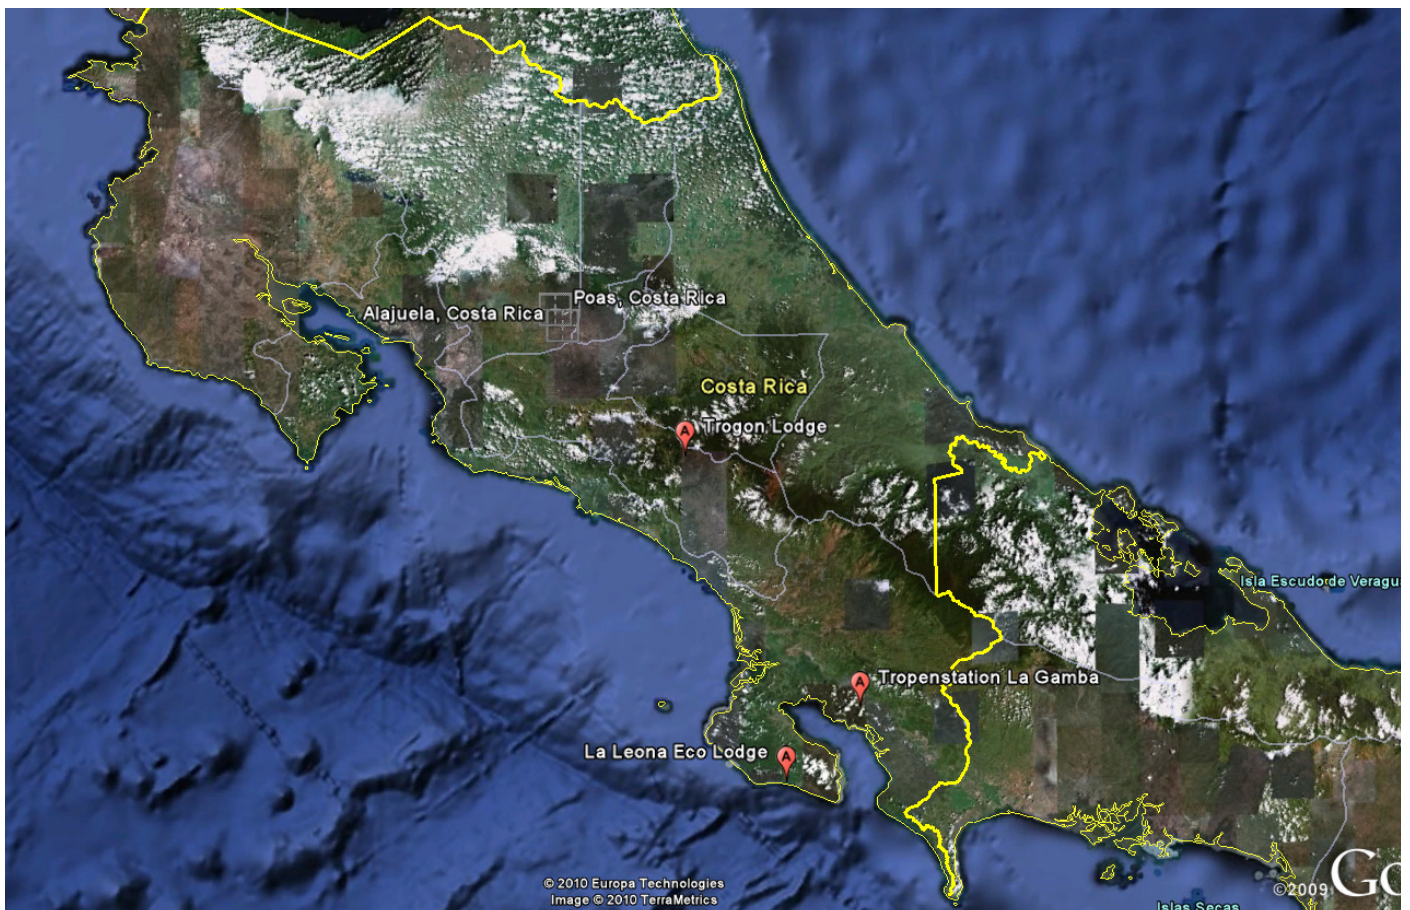 Poas, Costa Rica
Alajuela, Costa Rica
Costa Rica
A
Trogon Lodge
Isla Escudo de Veragu
A
Tropenstation La Gamba
La Leona Eco Lodge
A
© 2010 Europa Technologies
Image © 2010 TerraMetrics
©2009 Go
Islas Secas